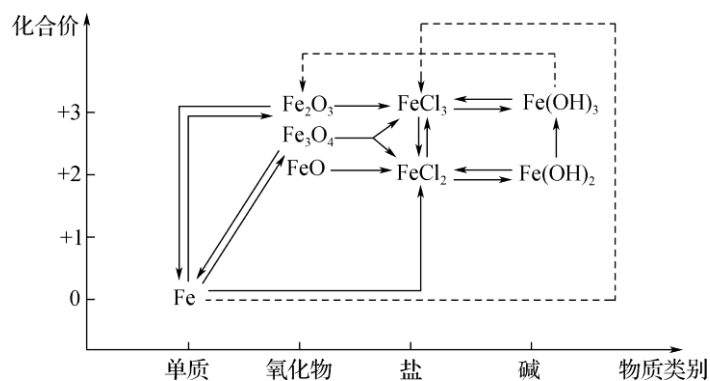 化合价
+3
Fe₂O₃
FeCl₃
Fe(OH)₃
Fe₃O₄
+2
FeO
FeCl₂
Fe(OH)₂
+1
0
Fe
单质
氧化物
盐
碱
物质类别